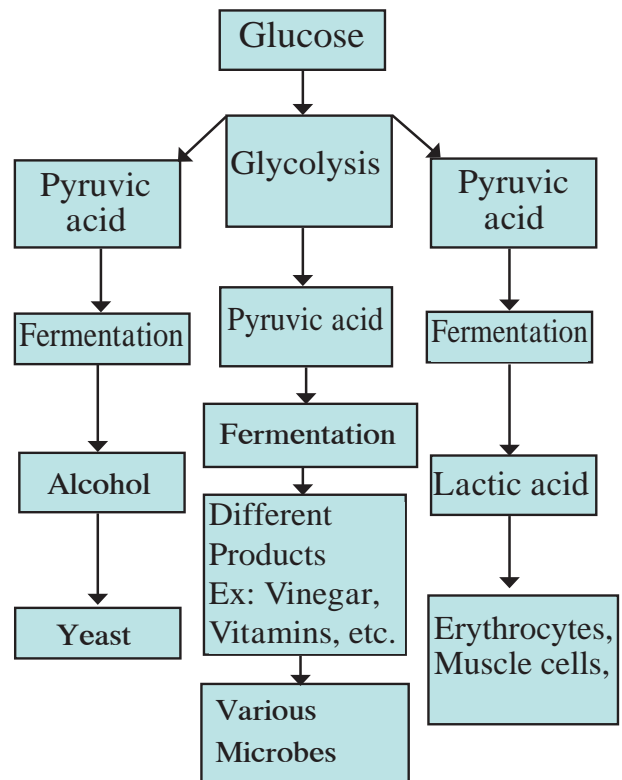 Glucose
Glycolysis
Pyruvic
acid
Pyruvic
acid
Fermentation
Pyruvic acid
Fermentation
Fermentation
Alcohol
Lactic acid
Different
Products
Ex: Vinegar,
Vitamins, etc.
Yeast
Erythrocytes,
Muscle cells,
Various
Microbes